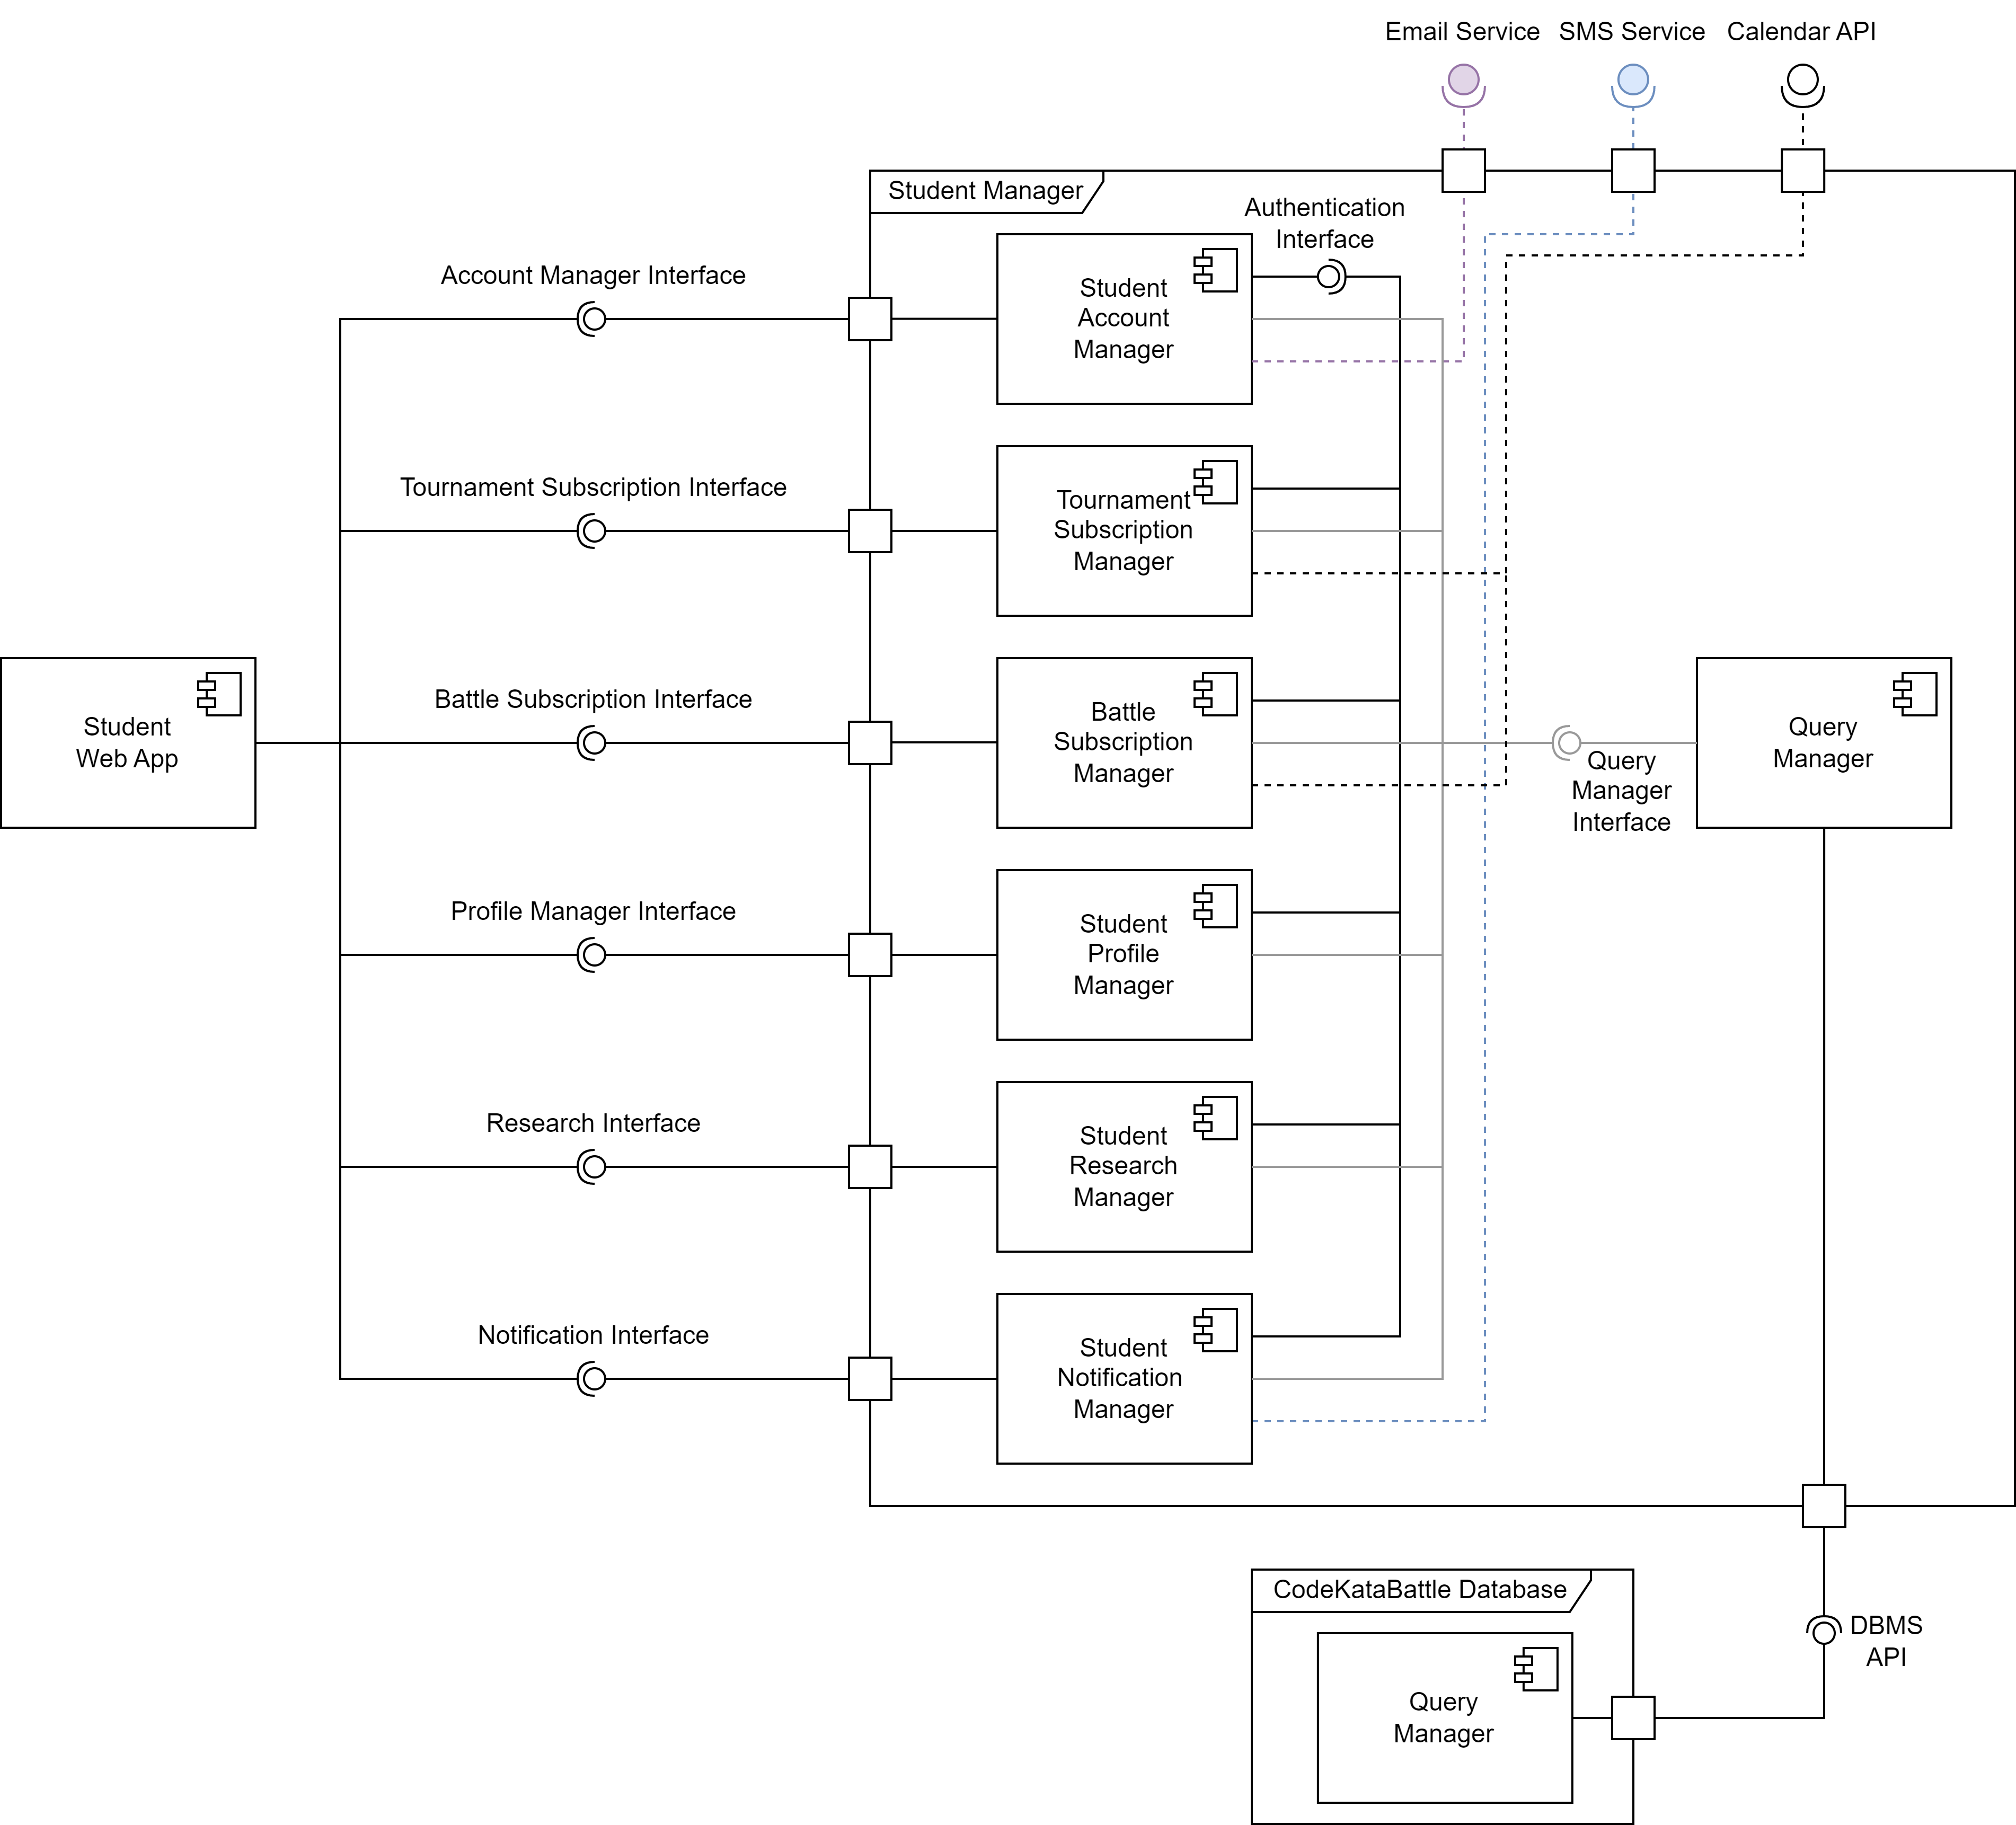 Email Service
SMS Service
Calendar API
Student Manager
Authentication
Interface
Account Manager Interface
Student
Account
Manager
Tournament Subscription Interface
Tournament
Subscription
Manager
Battle Subscription Interface
Battle
Subscription
Manager
Student
Web App
Query
Manager
Query
Manager
Interface
Profile Manager Interface
Student
Profile
Manager
Research Interface
Student
Research
Manager
Notification Interface
Student
Notification
Manager
CodeKataBattle Database
DBMS
API
Query
Manager